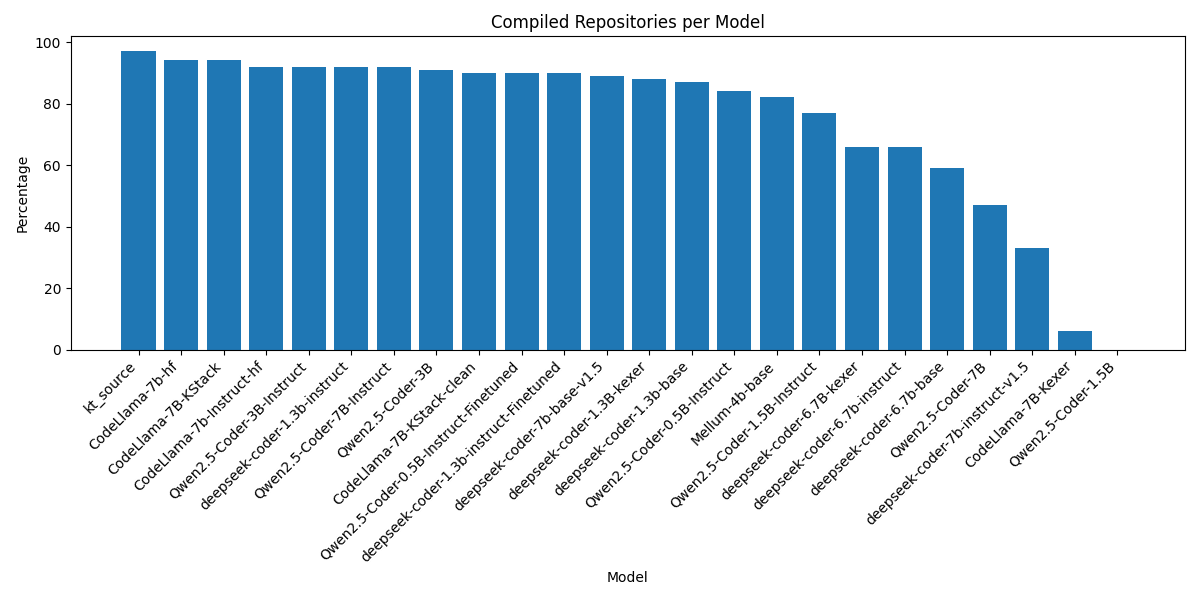 Compiled Repositories per Model
Percentage
100
80
60
40
20
0
kt_source
CodeLlama-7b-hf
CodeLlama-7B-KStack
CodeLlama-7b-Instruct-hf
Qwen2.5-Coder-3B-Instruct
deepseek-coder-1.3b-instruct
Qwen2.5-Coder-7B-Instruct
Qwen2.5-Coder-3B
CodeLlama-7B-KStack-clean
Qwen2.5-Coder-0.5B-Instruct-Finetuned
deepseek-coder-1.3b-instruct-Finetuned
deepseek-coder-7b-base-v1.5
deepseek-coder-1.3B-kexer
deepseek-coder-1.3b-base
Qwen2.5-Coder-0.5B-Instruct
Mellum-4b-base
Qwen2.5-Coder-1.5B-Instruct
deepseek-coder-6.7B-kexer
deepseek-coder-6.7b-instruct
deepseek-coder-6.7b-base
Qwen2.5-Coder-7B
deepseek-coder-7b-instruct-v1.5
CodeLlama-7B-Kexer
Qwen2.5-Coder-1.5B
Model